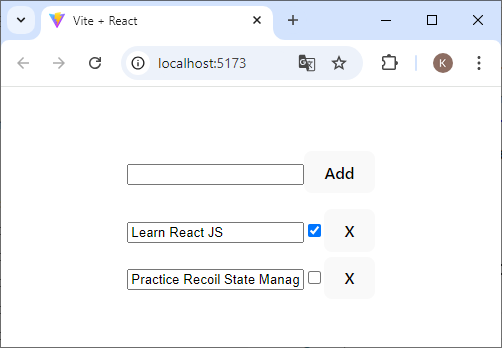 Vite + React
localhost:5173
K
Add
Learn React JS
X
Practice Recoil State Manag
X